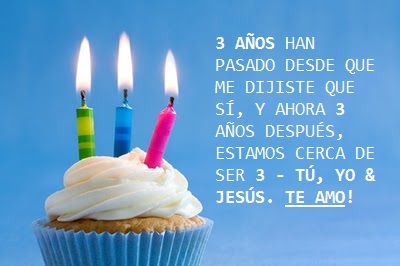 3 AÑOS HAN
PASADO DESDE QUE
ME DIJISTE QUE
SÍ, Y AHORA 3
AÑOS DESPUÉS,
ESTAMOS CERCA DE
SER 3 - TÚ, YO &
JESÚS. TE AMO!